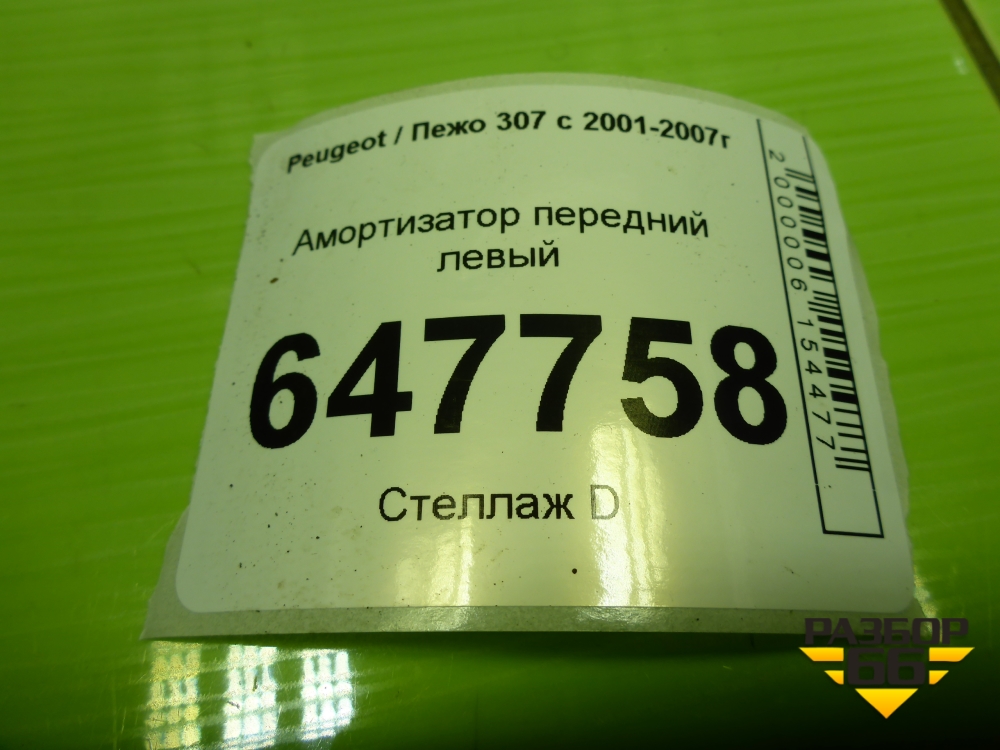 Peugeot / Пежо 307 с 2001-2007г
Амортизатор передний
левый
647758
Стеллаж D
2000006154477
РАЗБОР
66